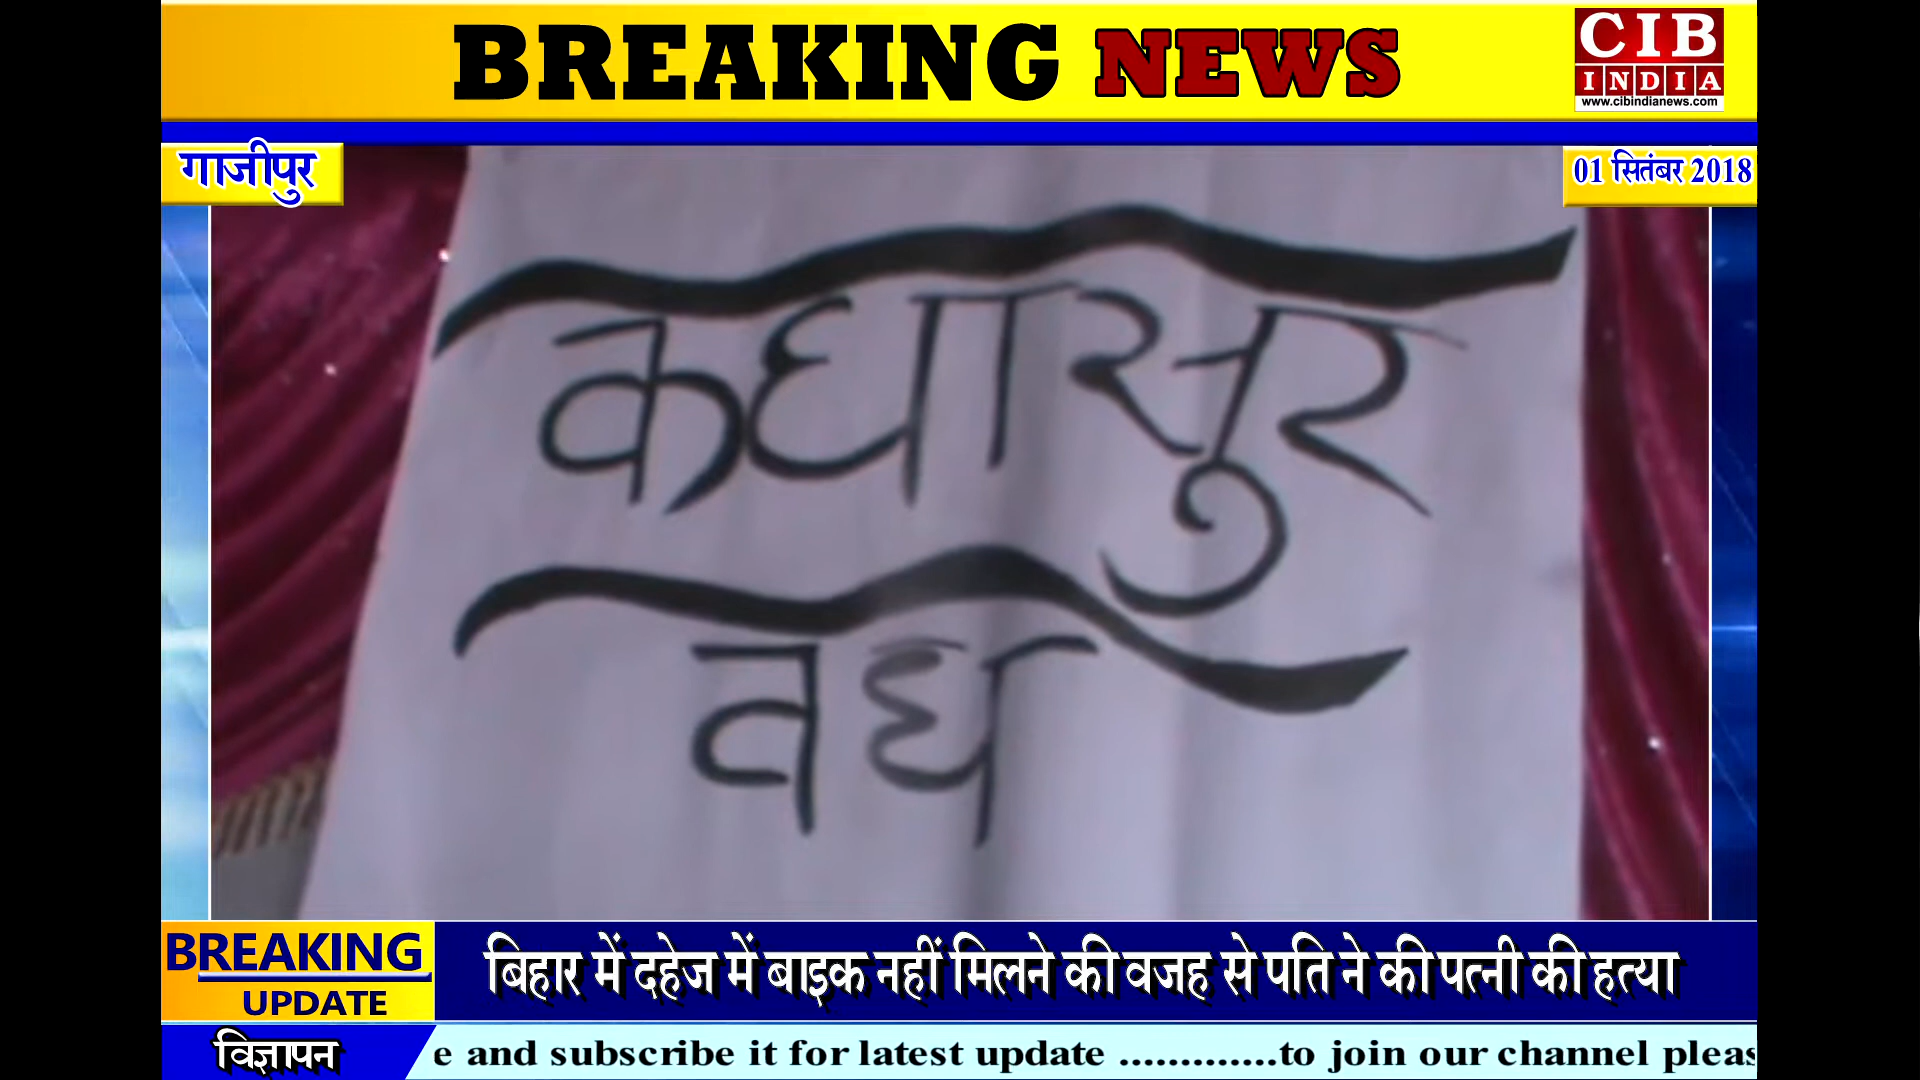 BREAKING NEWS
CIB
INDIA
www.cibindianews.com
गाजीपुर
01 सितंबर 2018
कधासुर
वध
BREAKING
UPDATE
बिहार में दहेज में बाइक नहीं मिलने की वजह से पति ने की पत्नी की हत्या
विज्ञापन
e and subscribe it for latest update .............to join our channel pleas